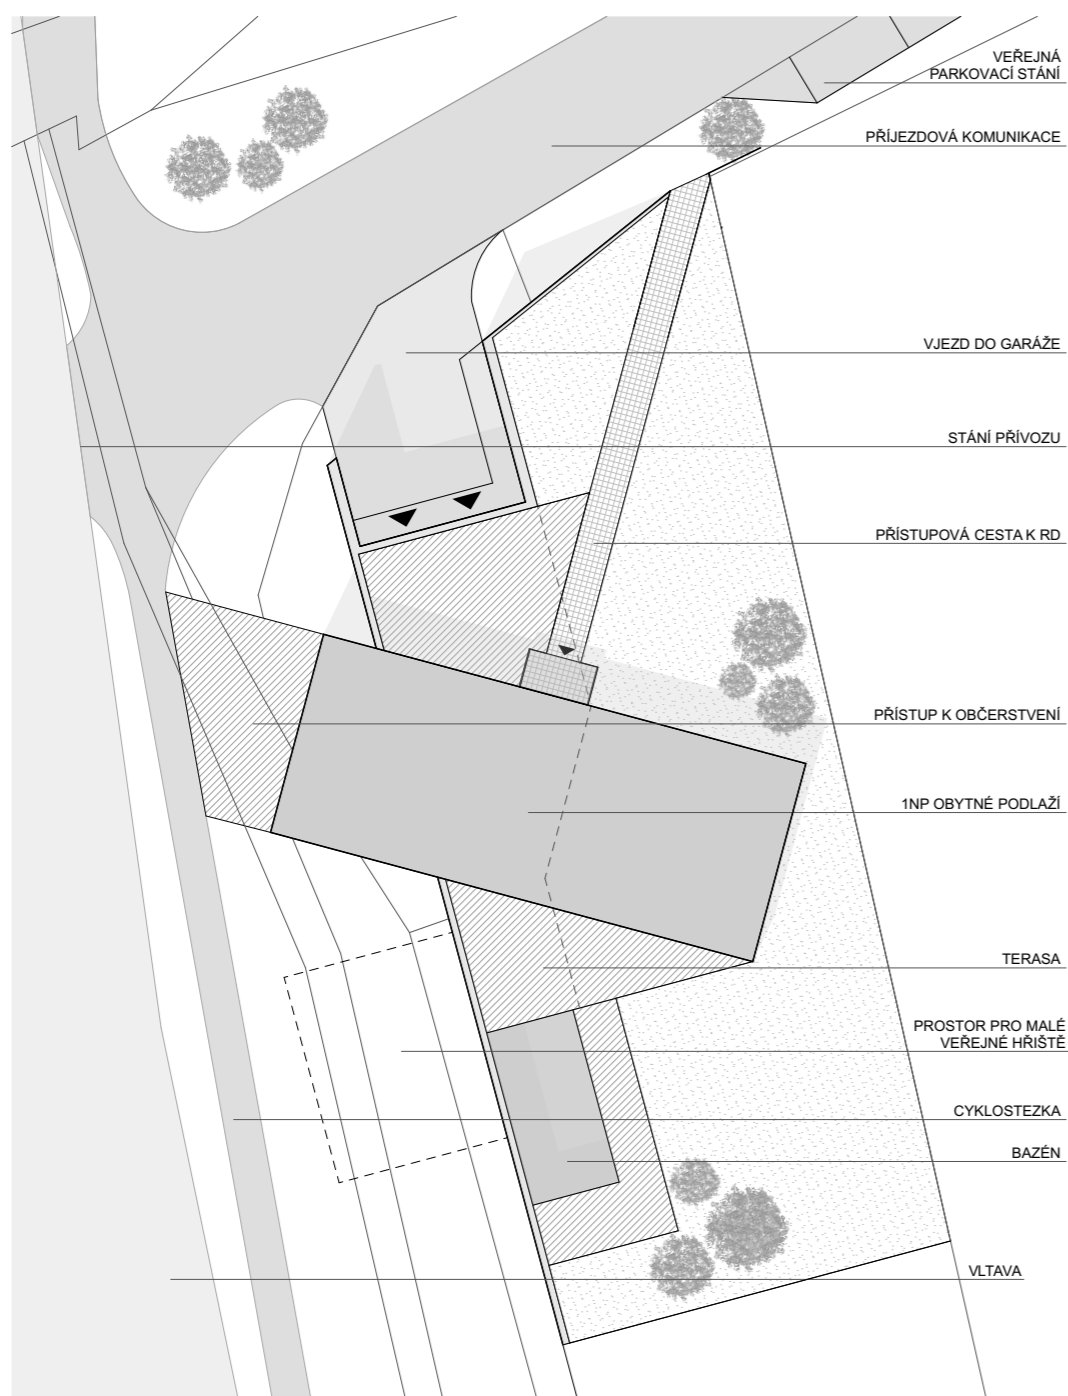 VEŘEJNÁ
PARKOVACÍ STÁNÍ
PŘÍJEZDOVÁ KOMUNIKACE
VJEZD DO GARÁŽE
STÁNÍ PŘÍVOZU
PŘÍSTUPOVÁ CESTA K RD
PŘÍSTUP K OBČERSTVENÍ
1NP OBYTNÉ PODLAŽÍ
TERASA
PROSTOR PRO MALÉ
VEŘEJNÉ HŘIŠTĚ
CYKLOSTEZKA
BAZÉN
VLTAVA